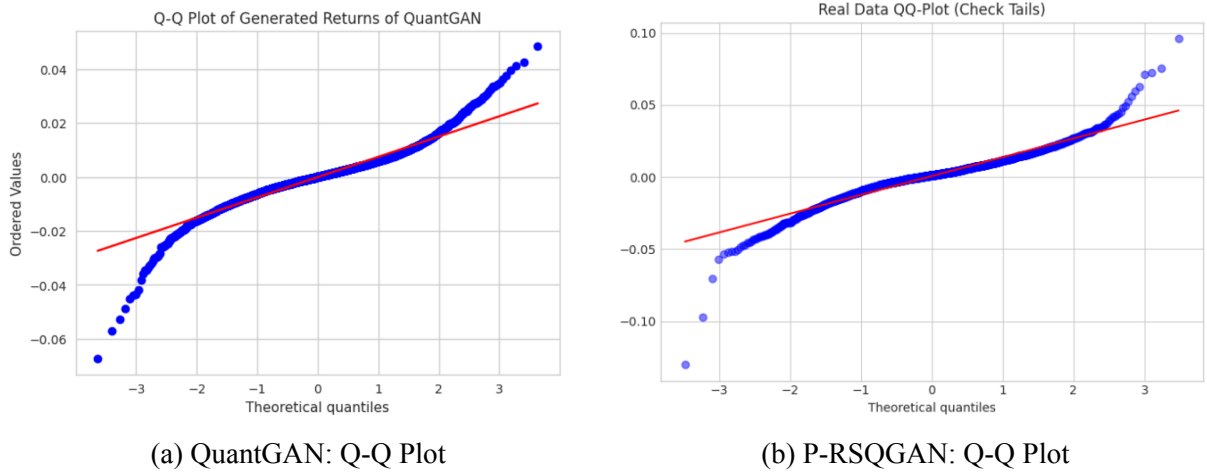 Q-Q Plot of Generated Returns of QuantGAN
Ordered Values
0.04
0.02
0.00
−0.02
−0.04
−0.06
−3 −2 −1 0 1 2 3
Theoretical quantiles
(a) QuantGAN: Q-Q Plot
Real Data QQ-Plot (Check Tails)
0.10
0.05
0.00
−0.05
−0.10
−3 −2 −1 0 1 2 3
Theoretical quantiles
(b) P-RSQGAN: Q-Q Plot